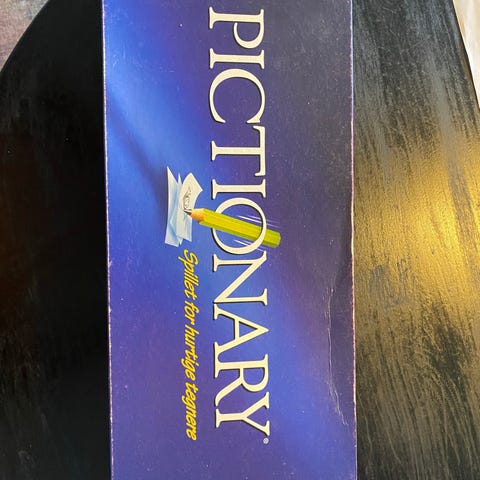 PICTIONARY®
Spillet for hurtige tegnere